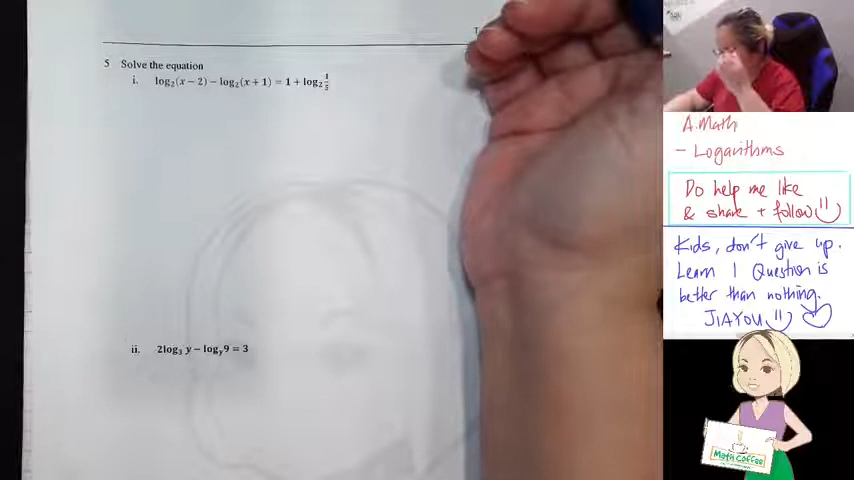 5 Solve the equation
i. log₂(x − 2) − log₂(x + 1) = 1 + log₂ 1/5
ii. 2log₃ y − log_y 9 = 3
A.Math
- Logarithms
Do help me like
& share + follow
Kids, don't give up.
Learn 1 Question is
better than nothing.
JIAYOU
Math Coffee